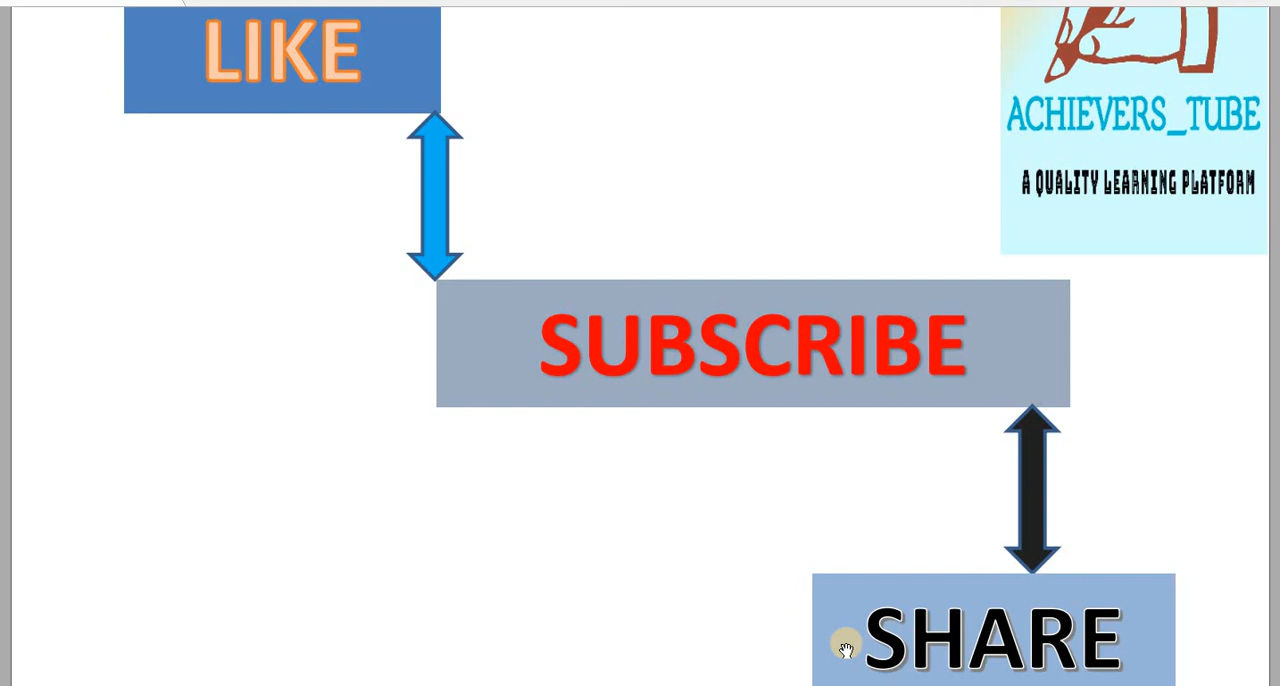 LIKE
ACHIEVERS_TUBE
A QUALITY LEARNING PLATFORM
SUBSCRIBE
SHARE